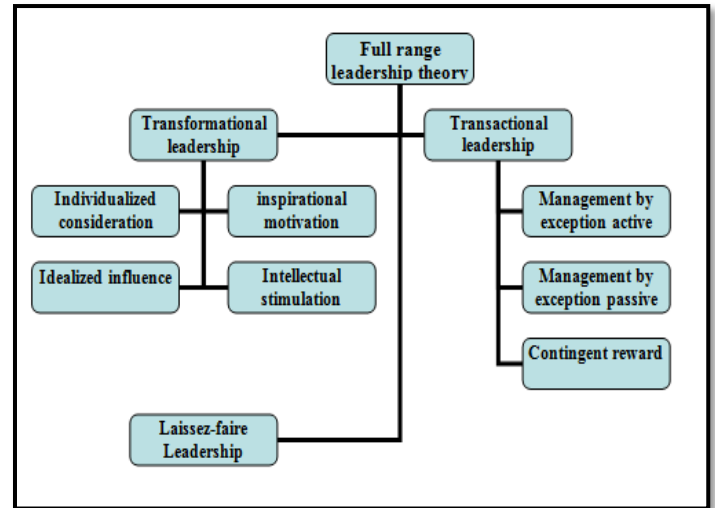 Full range
leadership theory
Transformational
leadership
Transactional
leadership
Individualized
consideration
inspirational
motivation
Management by
exception active
Idealized influence
Intellectual
stimulation
Management by
exception passive
Contingent reward
Laissez-faire
Leadership